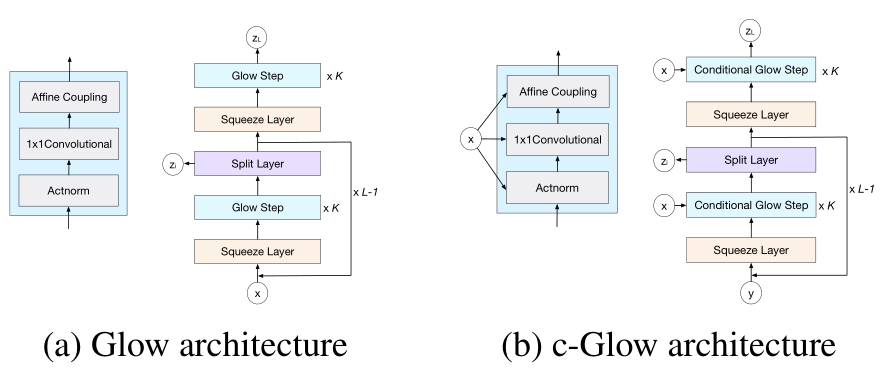 Affine Coupling
1x1Convolutional
Actnorm
zL
Glow Step
x K
Squeeze Layer
zi
Split Layer
x L-1
Glow Step
x K
Squeeze Layer
x
(a) Glow architecture
x
Affine Coupling
1x1Convolutional
Actnorm
zL
x
Conditional Glow Step
x K
Squeeze Layer
zi
Split Layer
x L-1
x
Conditional Glow Step
x K
Squeeze Layer
y
(b) c-Glow architecture